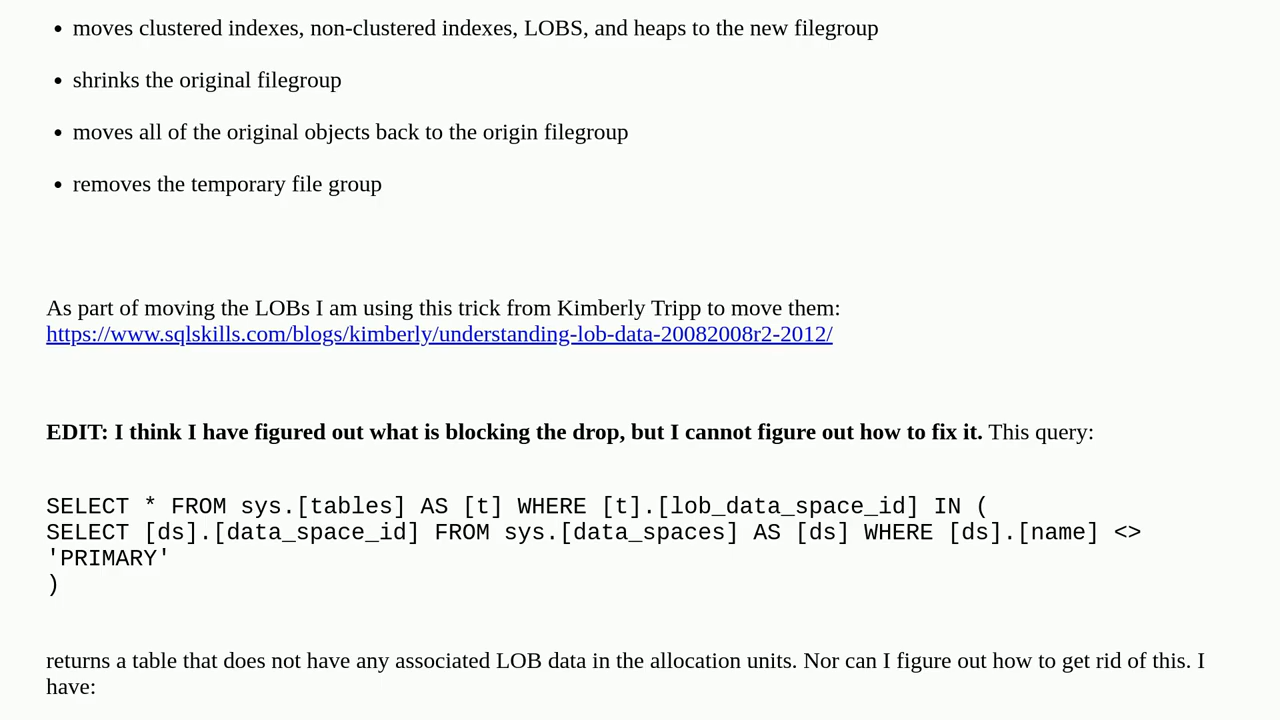 • moves clustered indexes, non-clustered indexes, LOBS, and heaps to the new filegroup
• shrinks the original filegroup
• moves all of the original objects back to the origin filegroup
• removes the temporary file group
As part of moving the LOBs I am using this trick from Kimberly Tripp to move them:
https://www.sqlskills.com/blogs/kimberly/understanding-lob-data-20082008r2-2012/
EDIT: I think I have figured out what is blocking the drop, but I cannot figure out how to fix it. This query:
SELECT * FROM sys.[tables] AS [t] WHERE [t].[lob_data_space_id] IN (
SELECT [ds].[data_space_id] FROM sys.[data_spaces] AS [ds] WHERE [ds].[name] <>
'PRIMARY'
)
returns a table that does not have any associated LOB data in the allocation units. Nor can I figure out how to get rid of this. I
have: